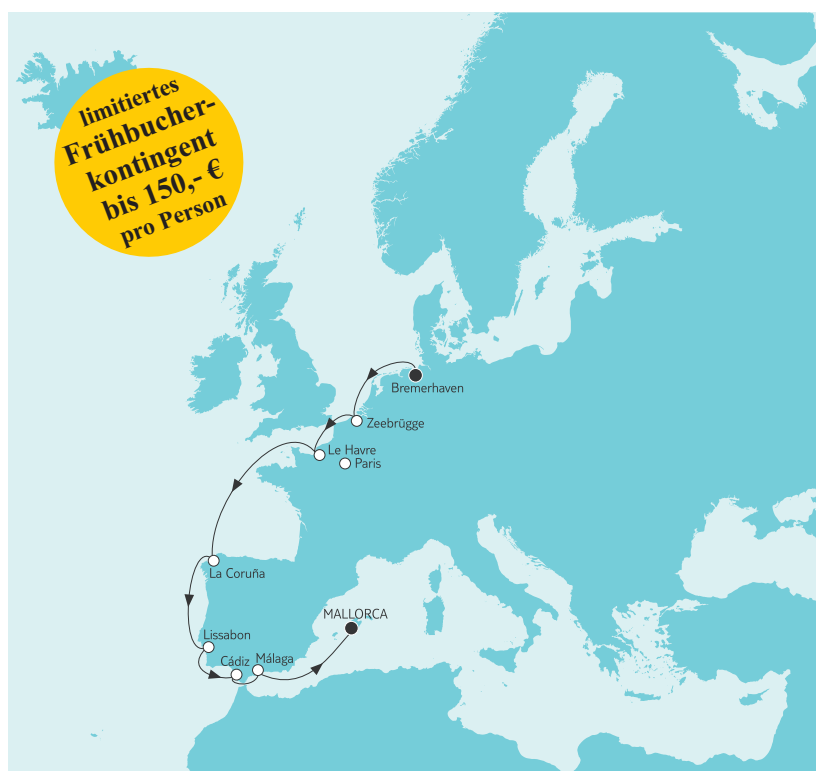 limitiertes
Frühbucher-
kontingent
bis 150,- €
pro Person
Bremerhaven
Zeebrügge
Le Havre
Paris
La Coruña
MALLORCA
Lissabon
Cádiz
Málaga